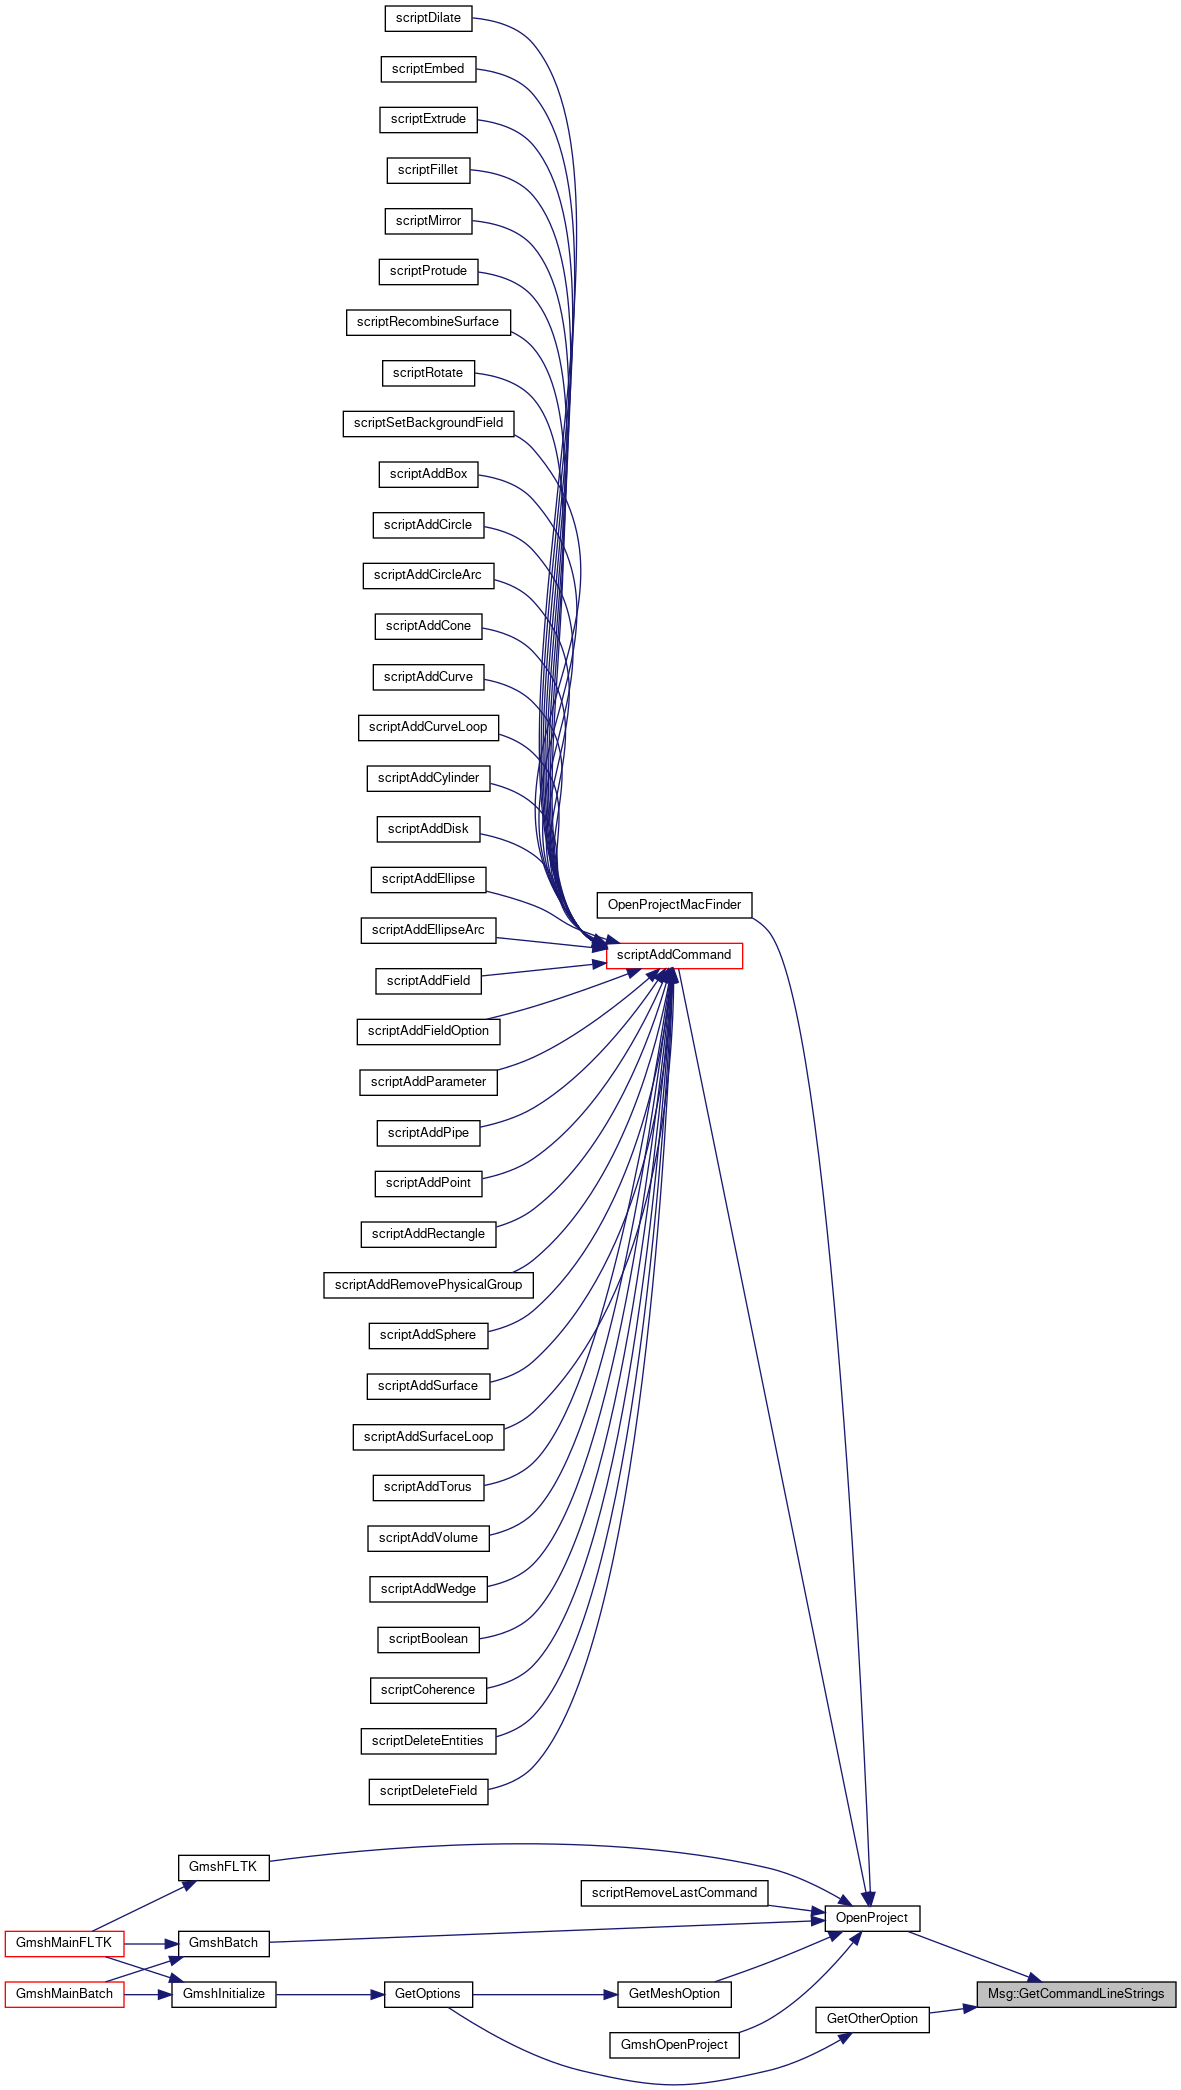 scriptDilate
scriptEmbed
scriptExtrude
scriptFillet
scriptMirror
scriptProtude
scriptRecombineSurface
scriptRotate
scriptSetBackgroundField
scriptAddBox
scriptAddCircle
scriptAddCircleArc
scriptAddCone
scriptAddCurve
scriptAddCurveLoop
scriptAddCylinder
scriptAddDisk
scriptAddEllipse
OpenProjectMacFinder
scriptAddEllipseArc
scriptAddCommand
scriptAddField
scriptAddFieldOption
scriptAddParameter
scriptAddPipe
scriptAddPoint
scriptAddRectangle
scriptAddRemovePhysicalGroup
scriptAddSphere
scriptAddSurface
scriptAddSurfaceLoop
scriptAddTorus
scriptAddVolume
scriptAddWedge
scriptBoolean
scriptCoherence
scriptDeleteEntities
scriptDeleteField
GmshFLTK
scriptRemoveLastCommand
OpenProject
GmshMainFLTK
GmshBatch
GmshMainBatch
GmshInitialize
GetOptions
GetMeshOption
Msg::GetCommandLineStrings
GetOtherOption
GmshOpenProject